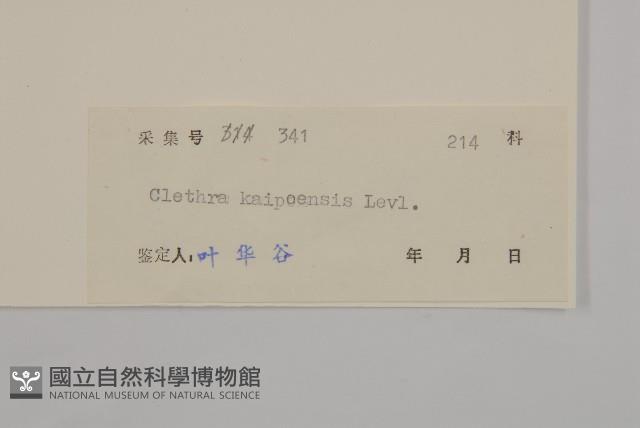 采集号 341 214 科
Clethra kaipoensis Levl.
鉴定人: 叶华谷 年 月 日
國立自然科學博物館
NATIONAL MUSEUM OF NATURAL SCIENCE